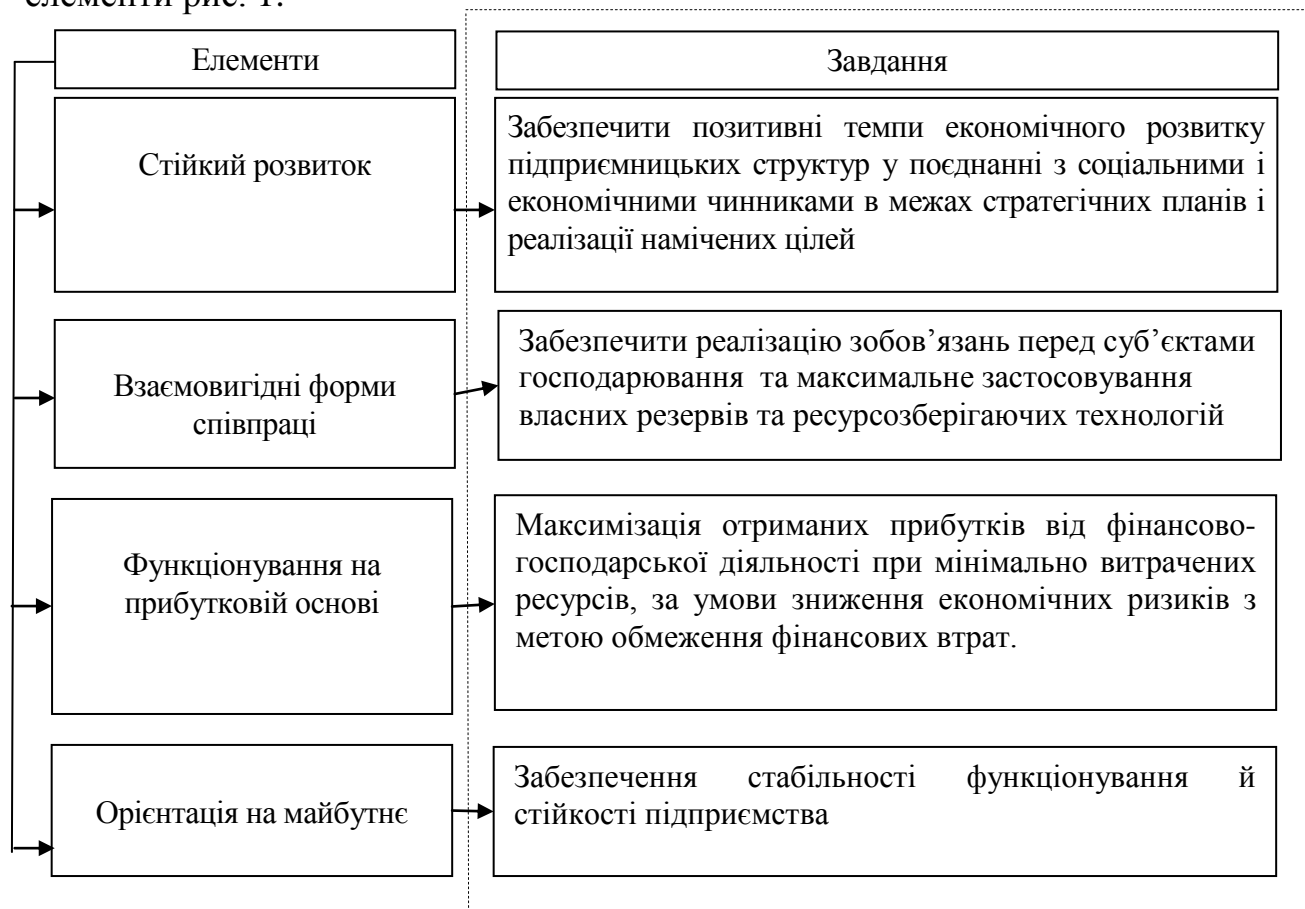 елементи рис. 1.
Елементи
Завдання
Стійкий розвиток
Забезпечити позитивні темпи економічного розвитку
підприємницьких структур у поєднанні з соціальними і
економічними чинниками в межах стратегічних планів і
реалізації намічених цілей
Взаємовигідні форми
співпраці
Забезпечити реалізацію зобов’язань перед суб’єктами
господарювання та максимальне застосовування
власних резервів та ресурсозберігаючих технологій
Функціонування на
прибутковій основі
Максимізація отриманих прибутків від фінансово-
господарської діяльності при мінімально витрачених
ресурсів, за умови зниження економічних ризиків з
метою обмеження фінансових втрат.
Орієнтація на майбутнє
Забезпечення стабільності функціонування й
стійкості підприємства